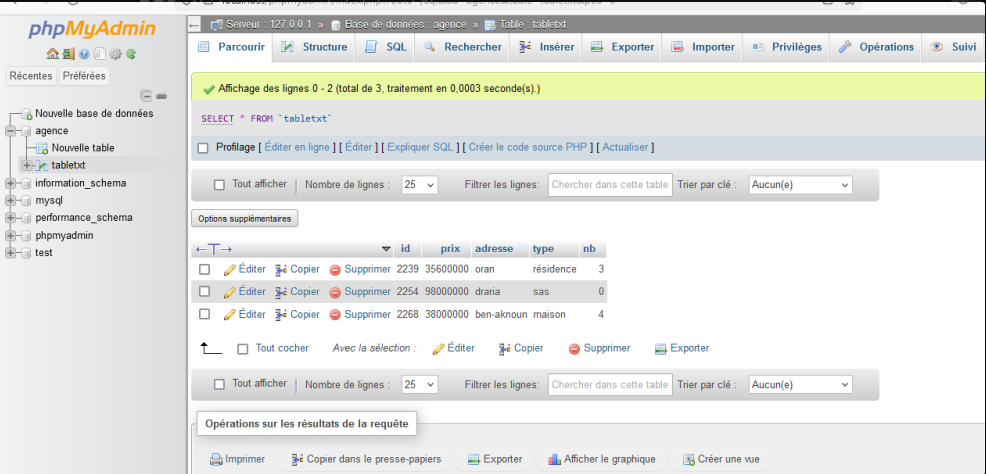 phpMyAdmin
Récentes Préférées
Nouvelle base de données
agence
Nouvelle table
tabletxt
information_schema
mysql
performance_schema
phpmyadmin
test
Serveur : 127.0.0.1 » Base de données : agence » Table : tabletxt
Parcourir Structure SQL Rechercher Insérer Exporter Importer Privilèges Opérations Suivi
Affichage des lignes 0 - 2 (total de 3, traitement en 0,0003 seconde(s).)
SELECT * FROM `tabletxt`
Profilage [ Éditer en ligne ] [ Éditer ] [ Expliquer SQL ] [ Créer le code source PHP ] [ Actualiser ]
Tout afficher | Nombre de lignes : 25 Filtrer les lignes: Chercher dans cette table Trier par clé : Aucun(e)
Options supplémentaires
id prix adresse type nb
Éditer Copier Supprimer 2239 35600000 oran résidence 3
Éditer Copier Supprimer 2254 98000000 draria sas 0
Éditer Copier Supprimer 2268 38000000 ben-aknoun maison 4
Tout cocher Avec la sélection : Éditer Copier Supprimer Exporter
Tout afficher | Nombre de lignes : 25 Filtrer les lignes: Chercher dans cette table Trier par clé : Aucun(e)
Opérations sur les résultats de la requête
Imprimer Copier dans le presse-papiers Exporter Afficher le graphique Créer une vue